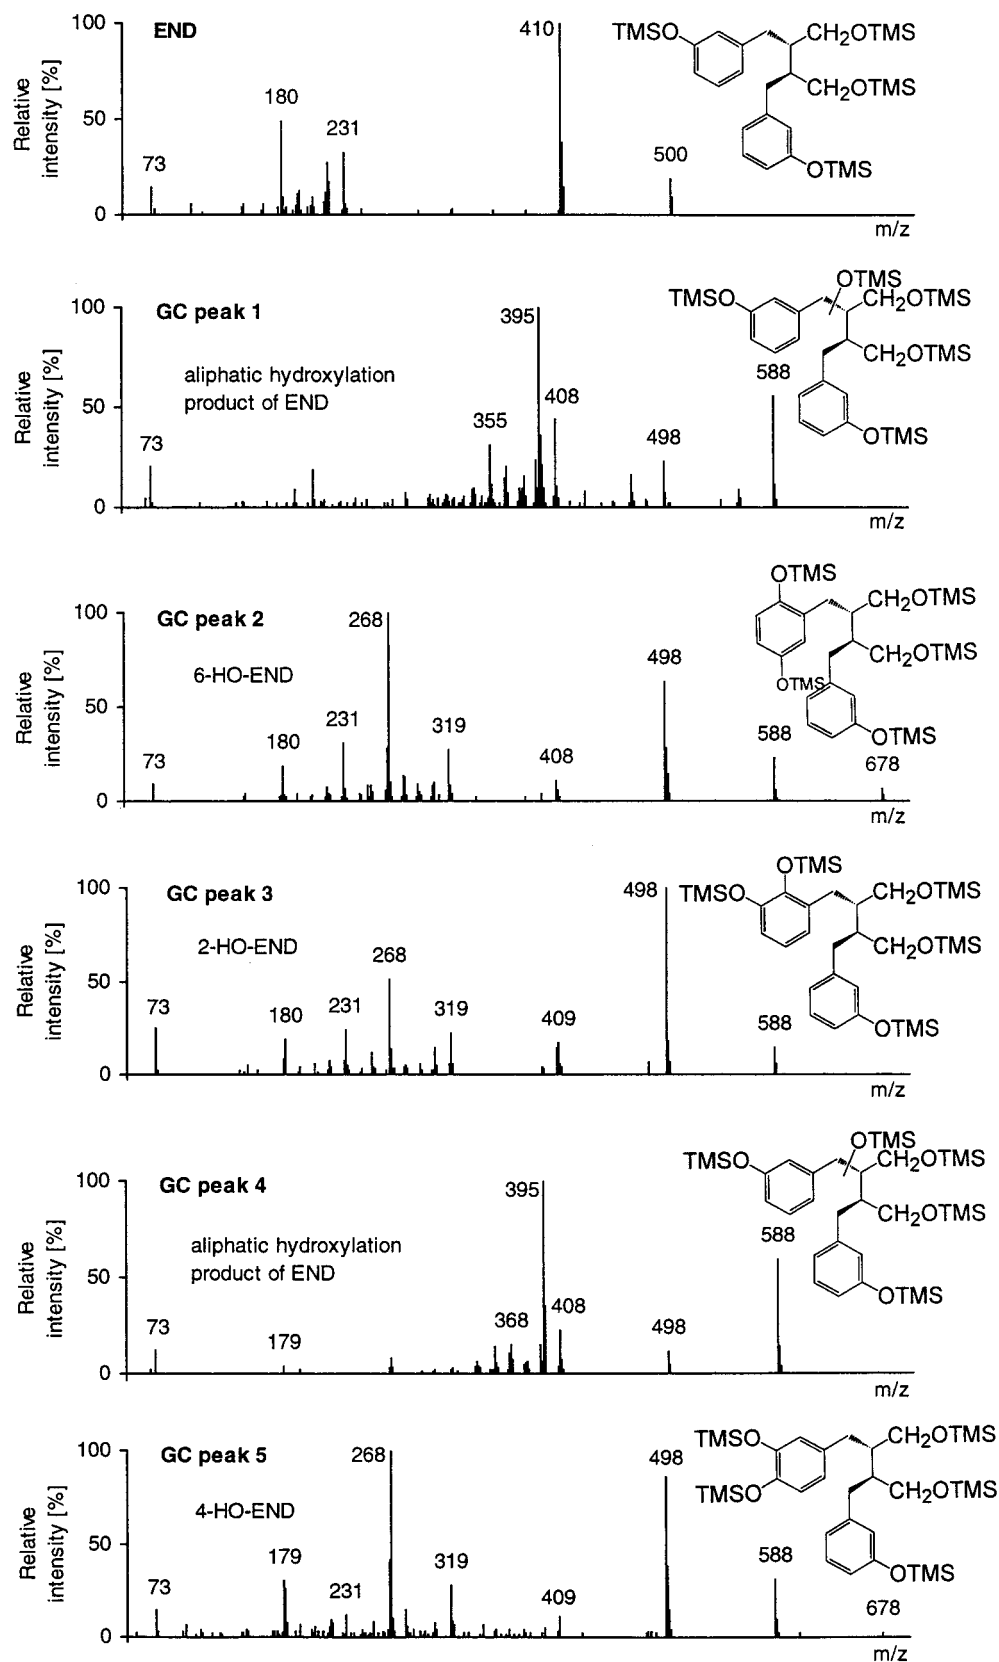 END
Relative
intensity [%]
100
50
0
73
180
231
410
500
m/z
TMSO
CH2OTMS
CH2OTMS
OTMS
GC peak 1
aliphatic hydroxylation
product of END
Relative
intensity [%]
100
50
0
73
355
395
408
498
588
m/z
OTMS
TMSO
CH2OTMS
CH2OTMS
OTMS
GC peak 2
6-HO-END
Relative
intensity [%]
100
50
0
73
180
231
268
319
408
498
588
678
m/z
OTMS
CH2OTMS
CH2OTMS
OTMS
OTMS
GC peak 3
2-HO-END
Relative
intensity [%]
100
50
0
73
180
231
268
319
409
498
588
m/z
OTMS
TMSO
CH2OTMS
CH2OTMS
OTMS
GC peak 4
aliphatic hydroxylation
product of END
Relative
intensity [%]
100
50
0
73
179
368
395
408
498
588
m/z
OTMS
TMSO
CH2OTMS
CH2OTMS
OTMS
GC peak 5
4-HO-END
Relative
intensity [%]
100
50
0
73
179
231
268
319
409
498
588
678
m/z
TMSO
TMSO
CH2OTMS
CH2OTMS
OTMS